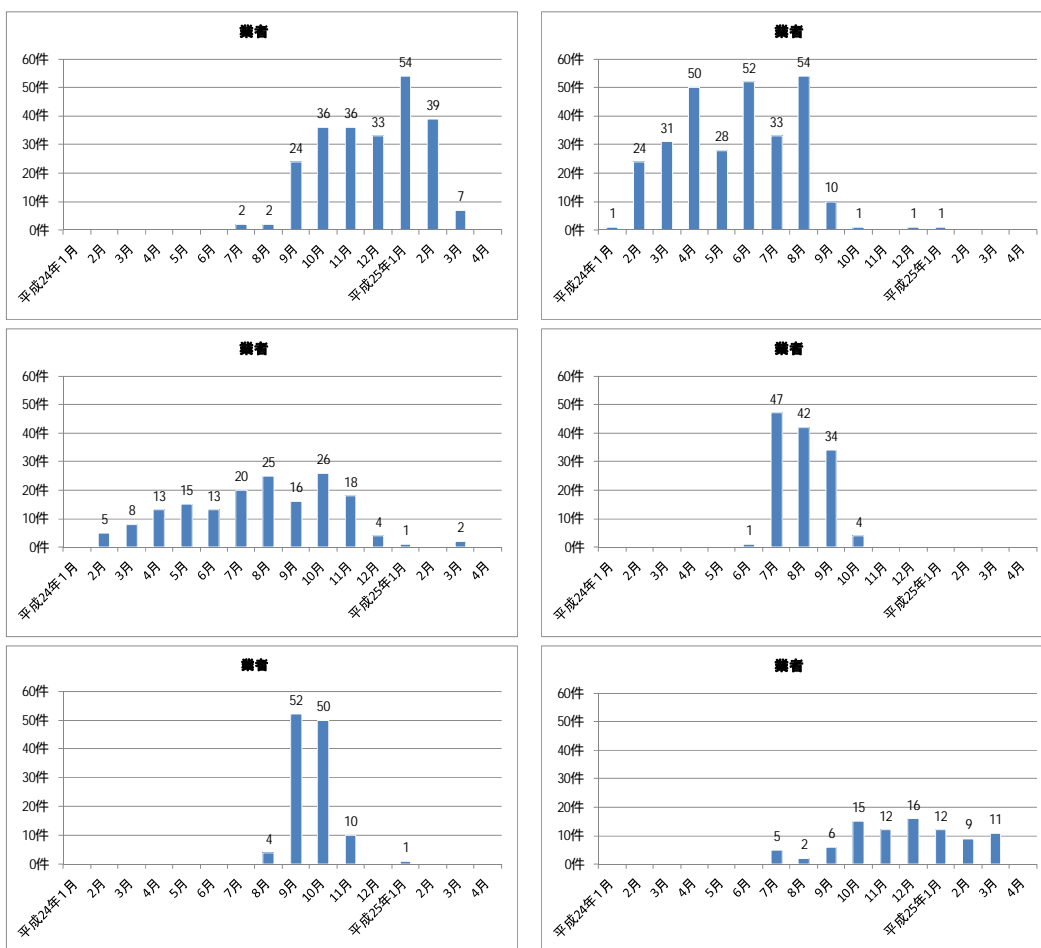 業者
60件
50件
40件
30件
20件
10件
0件
2 2 24 36 36 33 54 39 7
平成24年1月 2月 3月 4月 5月 6月 7月 8月 9月 10月 11月 12月 平成25年1月 2月 3月 4月
業者
60件
50件
40件
30件
20件
10件
0件
1 24 31 50 28 52 33 54 10 1 1 1
平成24年1月 2月 3月 4月 5月 6月 7月 8月 9月 10月 11月 12月 平成25年1月 2月 3月 4月
業者
60件
50件
40件
30件
20件
10件
0件
5 8 13 15 13 20 25 16 26 18 4 1 2
平成24年1月 2月 3月 4月 5月 6月 7月 8月 9月 10月 11月 12月 平成25年1月 2月 3月 4月
業者
60件
50件
40件
30件
20件
10件
0件
1 47 42 34 4
平成24年1月 2月 3月 4月 5月 6月 7月 8月 9月 10月 11月 12月 平成25年1月 2月 3月 4月
業者
60件
50件
40件
30件
20件
10件
0件
4 52 50 10 1
平成24年1月 2月 3月 4月 5月 6月 7月 8月 9月 10月 11月 12月 平成25年1月 2月 3月 4月
業者
60件
50件
40件
30件
20件
10件
0件
5 2 6 15 12 16 12 9 11
平成24年1月 2月 3月 4月 5月 6月 7月 8月 9月 10月 11月 12月 平成25年1月 2月 3月 4月